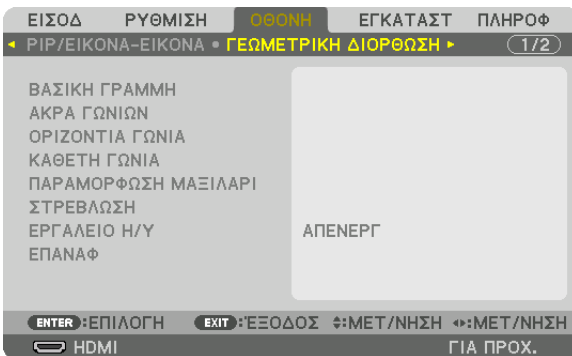 ΕΙΣΟΔ ΡΥΘΜΙΣΗ ΟΘΟΝΗ ΕΓΚΑΤΑΣΤ ΠΛΗΡΟΦ
◂ PIP/ΕΙΚΟΝΑ-ΕΙΚΟΝΑ • ΓΕΩΜΕΤΡΙΚΗ ΔΙΟΡΘΩΣΗ ▸ 1/2
ΒΑΣΙΚΗ ΓΡΑΜΜΗ
ΑΚΡΑ ΓΩΝΙΩΝ
ΟΡΙΖΟΝΤΙΑ ΓΩΝΙΑ
ΚΑΘΕΤΗ ΓΩΝΙΑ
ΠΑΡΑΜΟΡΦΩΣΗ ΜΑΞΙΛΑΡΙ
ΣΤΡΕΒΛΩΣΗ
ΕΡΓΑΛΕΙΟ Η/Υ ΑΠΕΝΕΡΓ
ΕΠΑΝΑΦ
ENTER :ΕΠΙΛΟΓΗ EXIT :ΈΞΟΔΟΣ ♦:ΜΕΤ/ΝΗΣΗ ◂▸:ΜΕΤ/ΝΗΣΗ
HDMI ΓΙΑ ΠΡΟΧ.